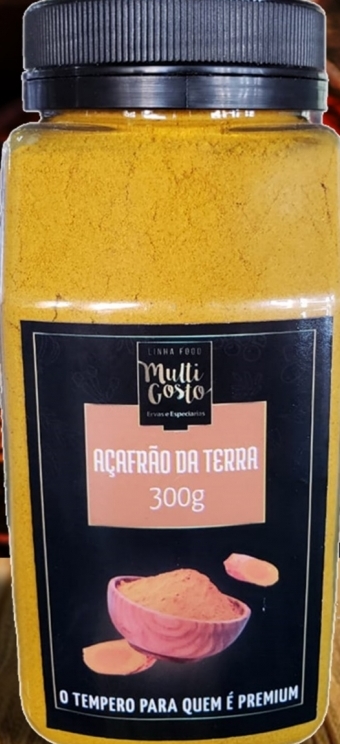 LINHA FOOD
Multi
Gosto
Ervas e Especiarias
AÇAFRÃO DA TERRA
300g
O TEMPERO PARA QUEM É PREMIUM